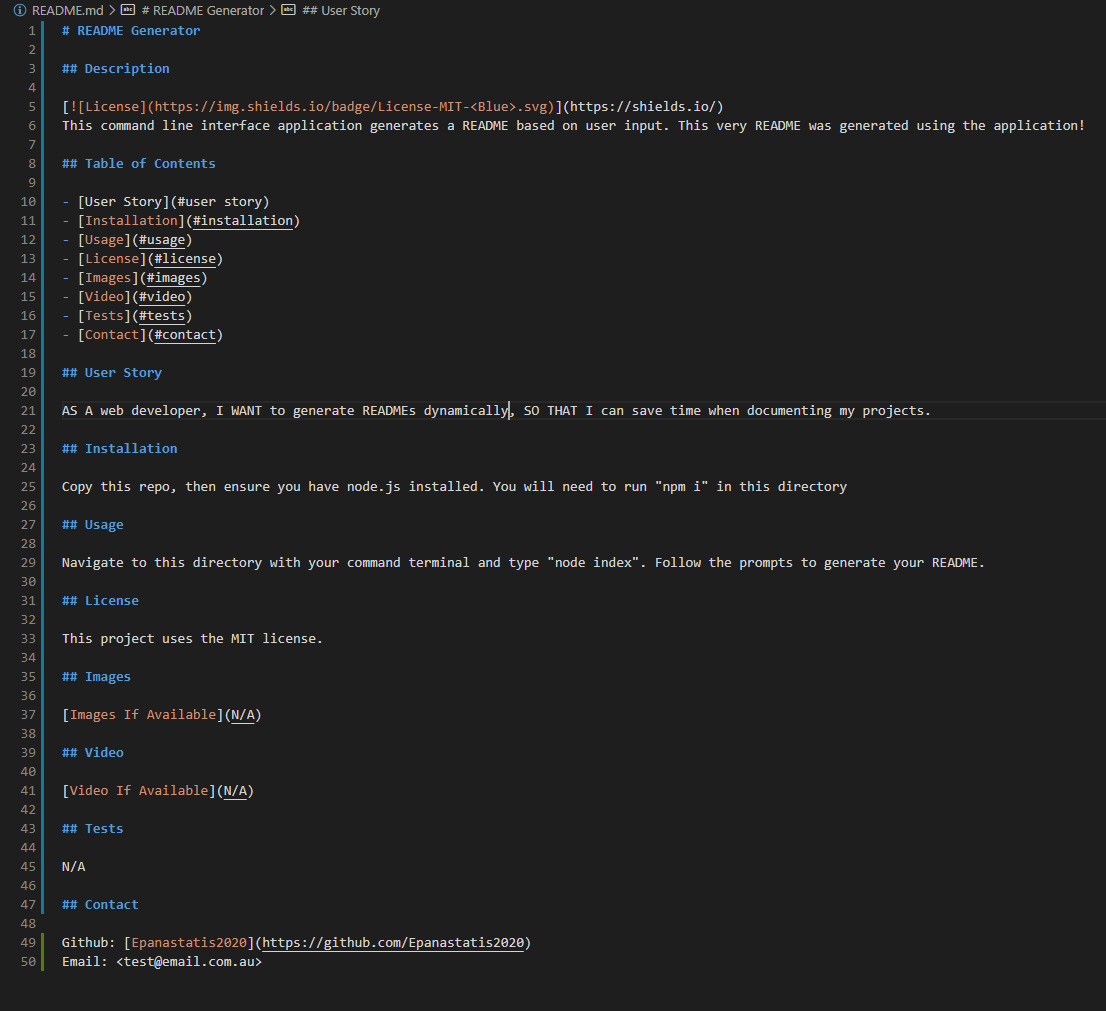 README.md > # README Generator > ## User Story
1 # README Generator
2
3 ## Description
4
5 [![License](https://img.shields.io/badge/License-MIT-<Blue>.svg)](https://shields.io/)
6 This command line interface application generates a README based on user input. This very README was generated using the application!
7
8 ## Table of Contents
9
10 - [User Story](#user story)
11 - [Installation](#installation)
12 - [Usage](#usage)
13 - [License](#license)
14 - [Images](#images)
15 - [Video](#video)
16 - [Tests](#tests)
17 - [Contact](#contact)
18
19 ## User Story
20
21 AS A web developer, I WANT to generate READMEs dynamically, SO THAT I can save time when documenting my projects.
22
23 ## Installation
24
25 Copy this repo, then ensure you have node.js installed. You will need to run "npm i" in this directory
26
27 ## Usage
28
29 Navigate to this directory with your command terminal and type "node index". Follow the prompts to generate your README.
30
31 ## License
32
33 This project uses the MIT license.
34
35 ## Images
36
37 [Images If Available](N/A)
38
39 ## Video
40
41 [Video If Available](N/A)
42
43 ## Tests
44
45 N/A
46
47 ## Contact
48
49 Github: [Epanastatis2020](https://github.com/Epanastatis2020)
50 Email: <test@email.com.au>